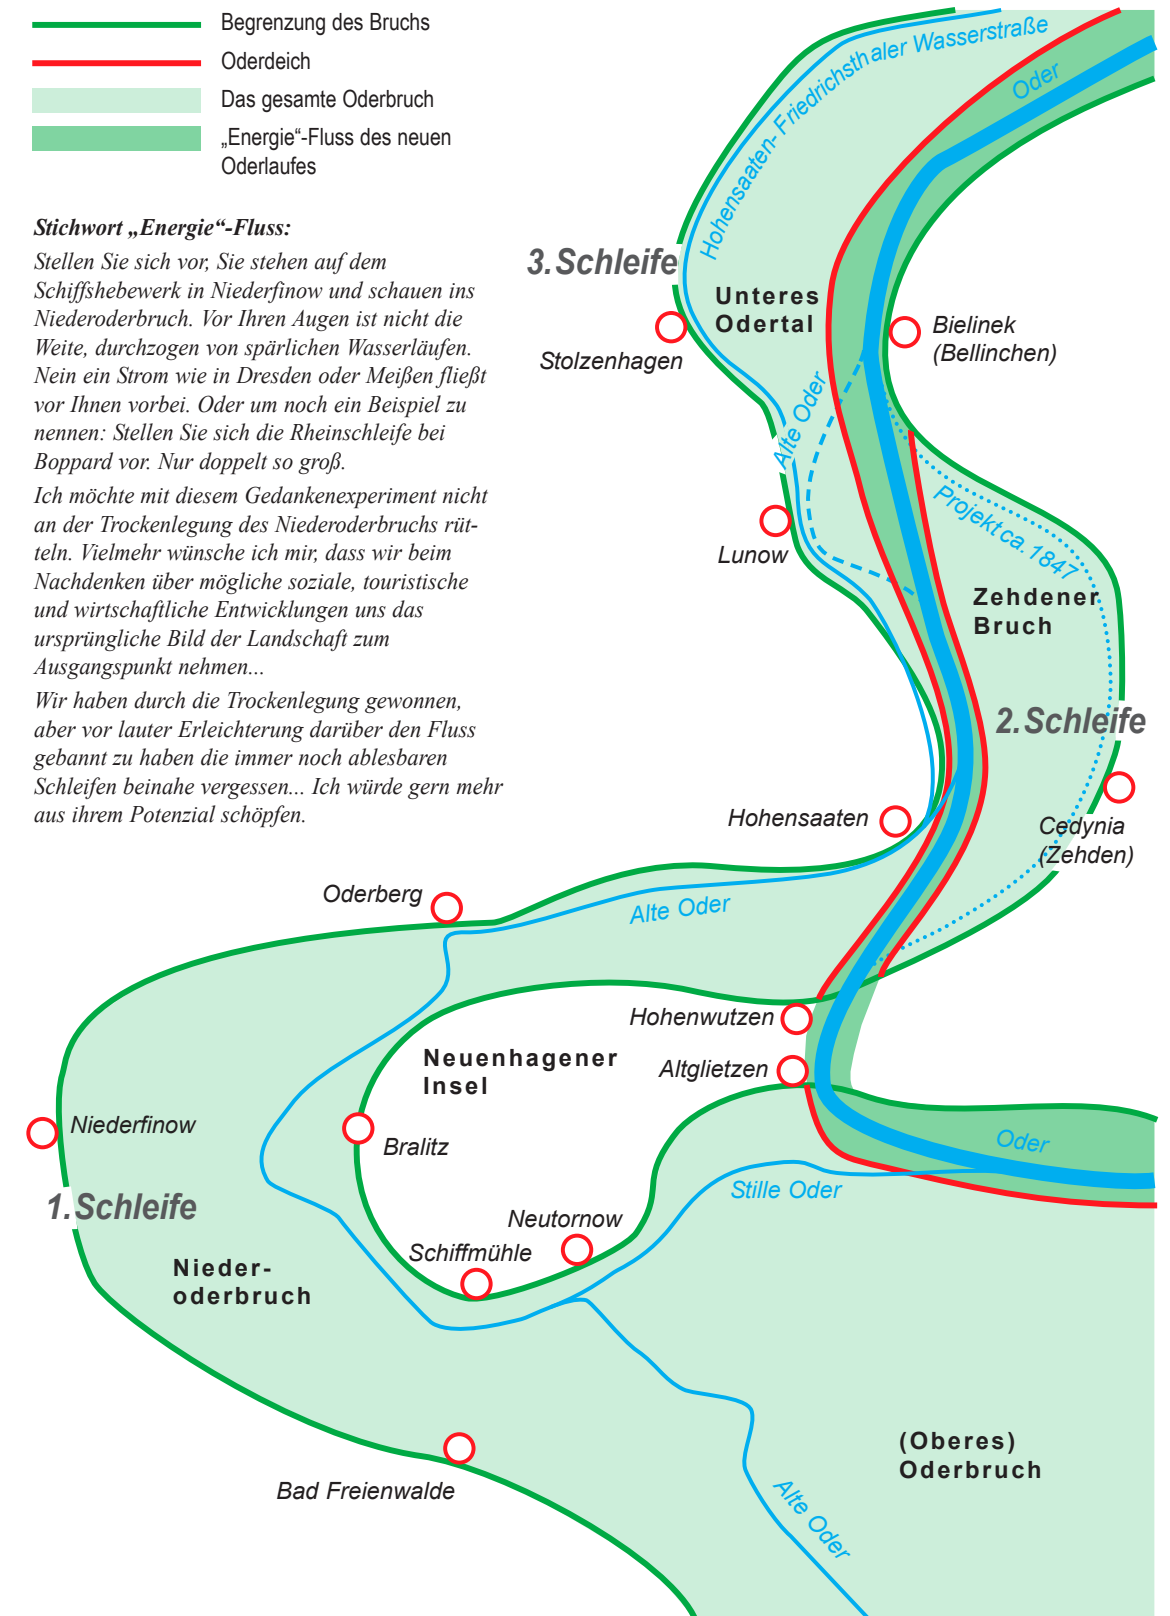 Begrenzung des Bruchs
Oderdeich
Das gesamte Oderbruch
„Energie“-Fluss des neuen
Oderlaufes
Stichwort „Energie“-Fluss:
Stellen Sie sich vor, Sie stehen auf dem
Schiffshebewerk in Niederfinow und schauen ins
Niederoderbruch. Vor Ihren Augen ist nicht die
Weite, durchzogen von spärlichen Wasserläufen.
Nein ein Strom wie in Dresden oder Meißen fließt
vor Ihnen vorbei. Oder um noch ein Beispiel zu
nennen: Stellen Sie sich die Rheinschleife bei
Boppard vor. Nur doppelt so groß.
Ich möchte mit diesem Gedankenexperiment nicht
an der Trockenlegung des Niederoderbruchs rüt-
teln. Vielmehr wünsche ich mir, dass wir beim
Nachdenken über mögliche soziale, touristische
und wirtschaftliche Entwicklungen uns das
ursprüngliche Bild der Landschaft zum
Ausgangspunkt nehmen...
Wir haben durch die Trockenlegung gewonnen,
aber vor lauter Erleichterung darüber den Fluss
gebannt zu haben die immer noch ablesbaren
Schleifen beinahe vergessen... Ich würde gern mehr
aus ihrem Potenzial schöpfen.
Hohensaaten-Friedrichsthaler Wasserstraße
Oder
3. Schleife
Unteres
Odertal
Stolzenhagen
Bielinek
(Bellinchen)
Alte Oder
Lunow
Projekt ca. 1847
Zehdener
Bruch
2. Schleife
Hohensaaten
Cedynia
(Zehden)
Oderberg
Alte Oder
Hohenwutzen
Neuenhagener
Insel
Altglietzen
Niederfinow
Bralitz
Oder
1. Schleife
Stille Oder
Neutornow
Schiffmühle
Nieder-
oderbruch
(Oberes)
Oderbruch
Bad Freienwalde
Alte Oder